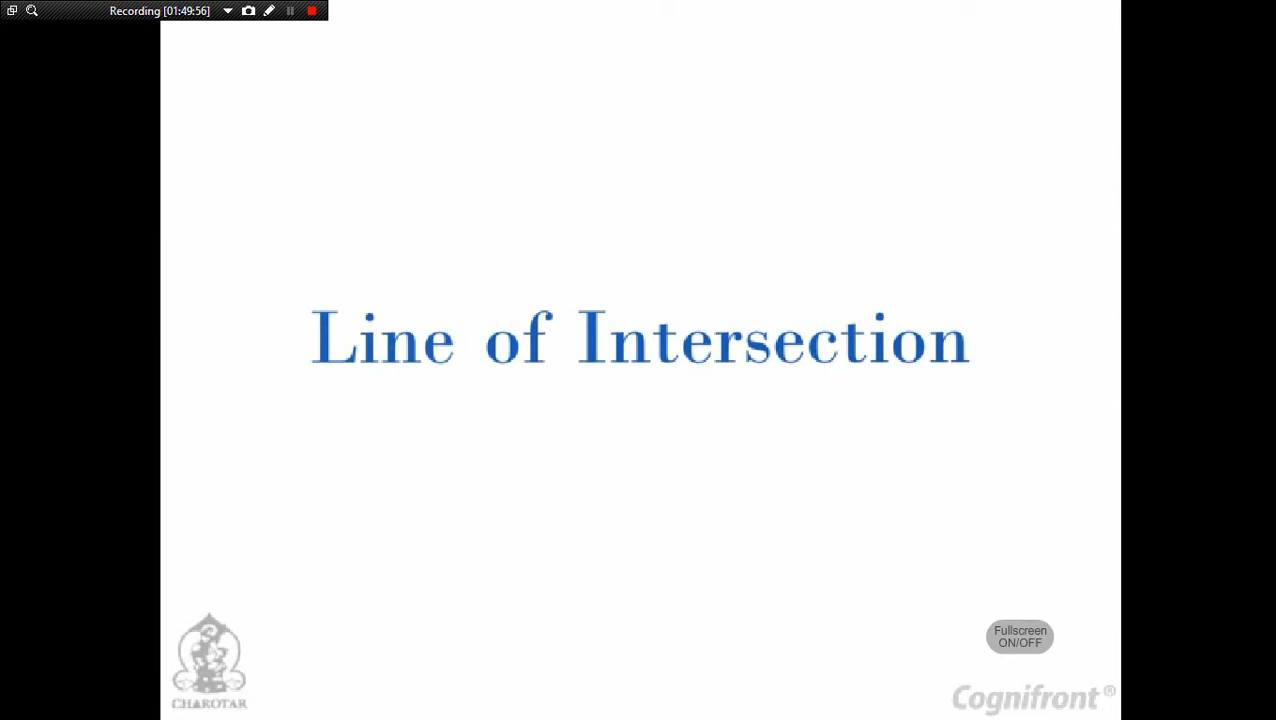 Recording [01:49:56]
Line of Intersection
Fullscreen
ON/OFF
CHAROTAR
Cognifront ®